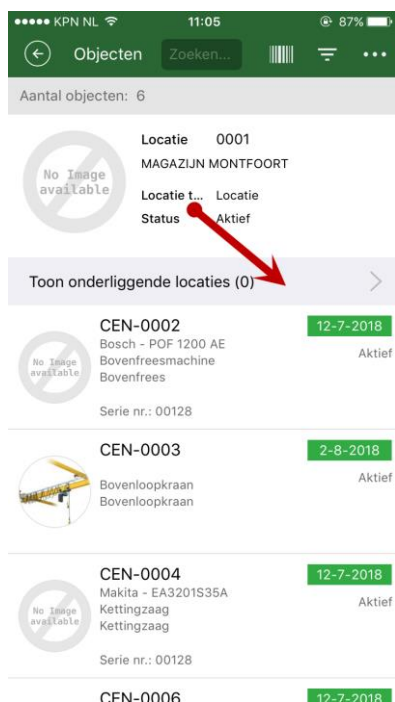 KPN NL 11:05 87%
Objecten Zoeken...
Aantal objecten: 6
No Image
available
Locatie 0001
MAGAZIJN MONTFOORT
Locatie t... Locatie
Status Aktief
Toon onderliggende locaties (0)
CEN-0002 12-7-2018
Bosch - POF 1200 AE Aktief
No Image
available
Bovenfreesmachine
Bovenfrees
Serie nr.: 00128
CEN-0003 2-8-2018
Aktief
Bovenloopkraan
Bovenloopkraan
CEN-0004 12-7-2018
Makita - EA3201S35A Aktief
No Image
available
Kettingzaag
Kettingzaag
Serie nr.: 00128
CEN-0006 12-7-2018